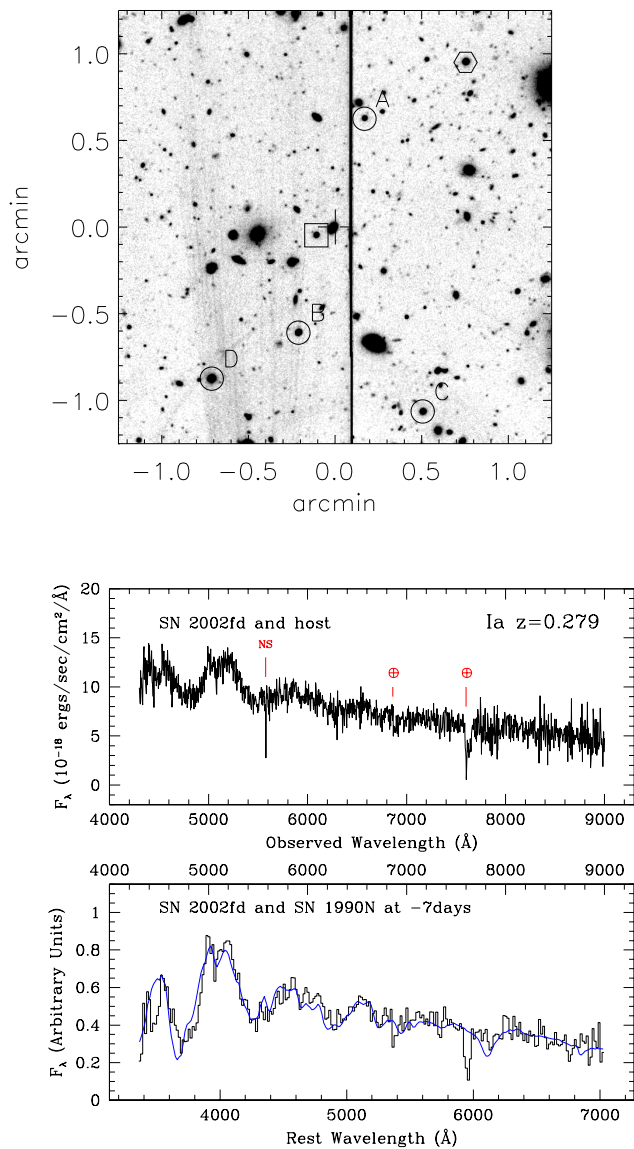 1.0
0.5
0.0
−0.5
−1.0
arcmin
A
B
D
C
−1.0 −0.5 0.0 0.5 1.0
arcmin
20
15
10
5
0
F_λ (10⁻¹⁸ ergs/sec/cm²/Å)
SN 2002fd and host
Ia z=0.279
NS
⊕ ⊕
4000 5000 6000 7000 8000 9000
Observed Wavelength (Å)
4000 5000 6000 7000 8000 9000
1
0.8
0.6
0.4
0.2
0
F_λ (Arbitrary Units)
SN 2002fd and SN 1990N at −7days
4000 5000 6000 7000
Rest Wavelength (Å)